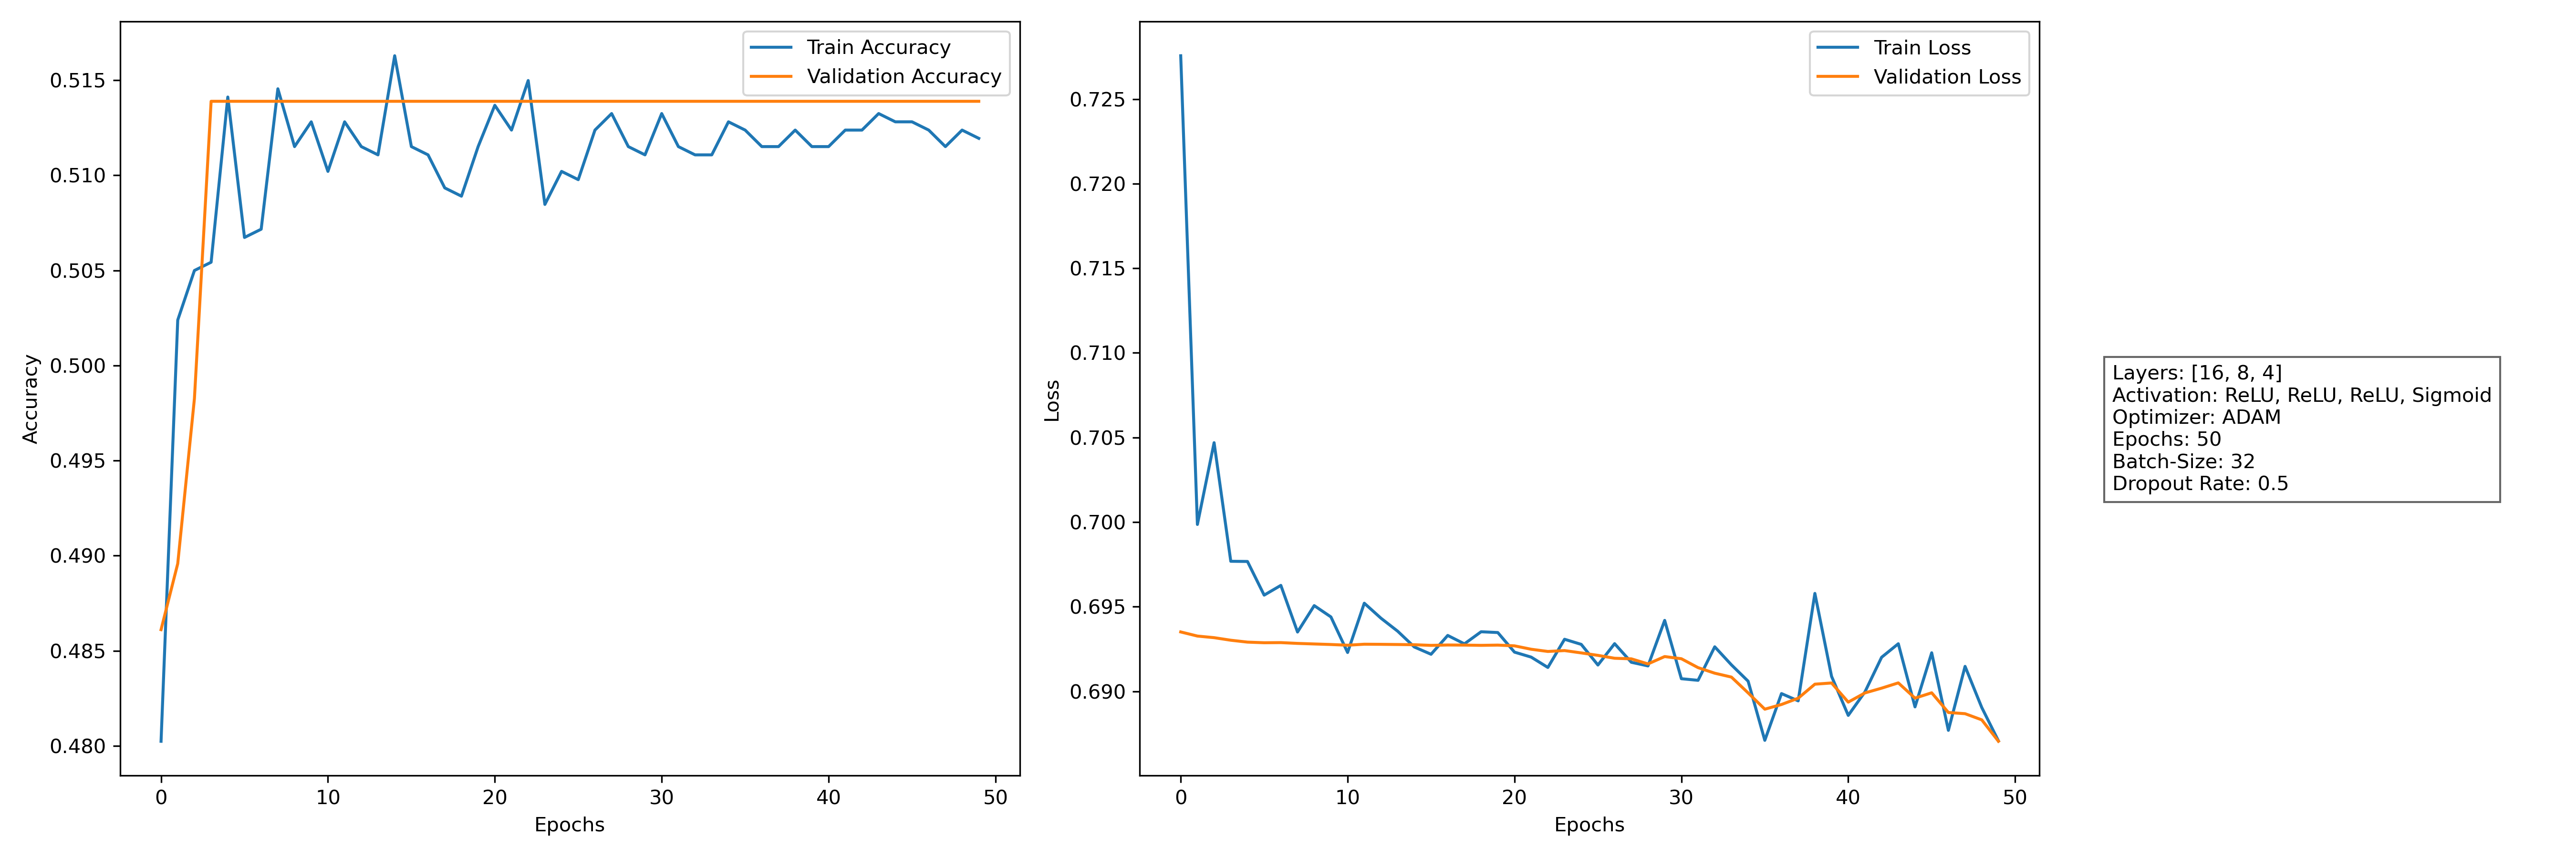 Train Accuracy
Validation Accuracy
0.515
0.510
0.505
0.500
0.495
0.490
0.485
0.480
Accuracy
0
10
20
30
40
50
Epochs
Train Loss
Validation Loss
0.725
0.720
0.715
0.710
0.705
0.700
0.695
0.690
Loss
0
10
20
30
40
50
Epochs
Layers: [16, 8, 4]
Activation: ReLU, ReLU, ReLU, Sigmoid
Optimizer: ADAM
Epochs: 50
Batch-Size: 32
Dropout Rate: 0.5